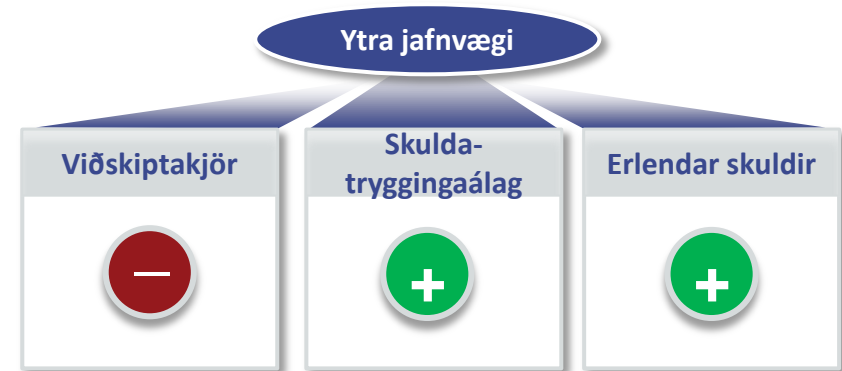 Ytra jafnvægi
Viðskiptakjör
Skulda-
tryggingaálag
Erlendar skuldir
–
+
+